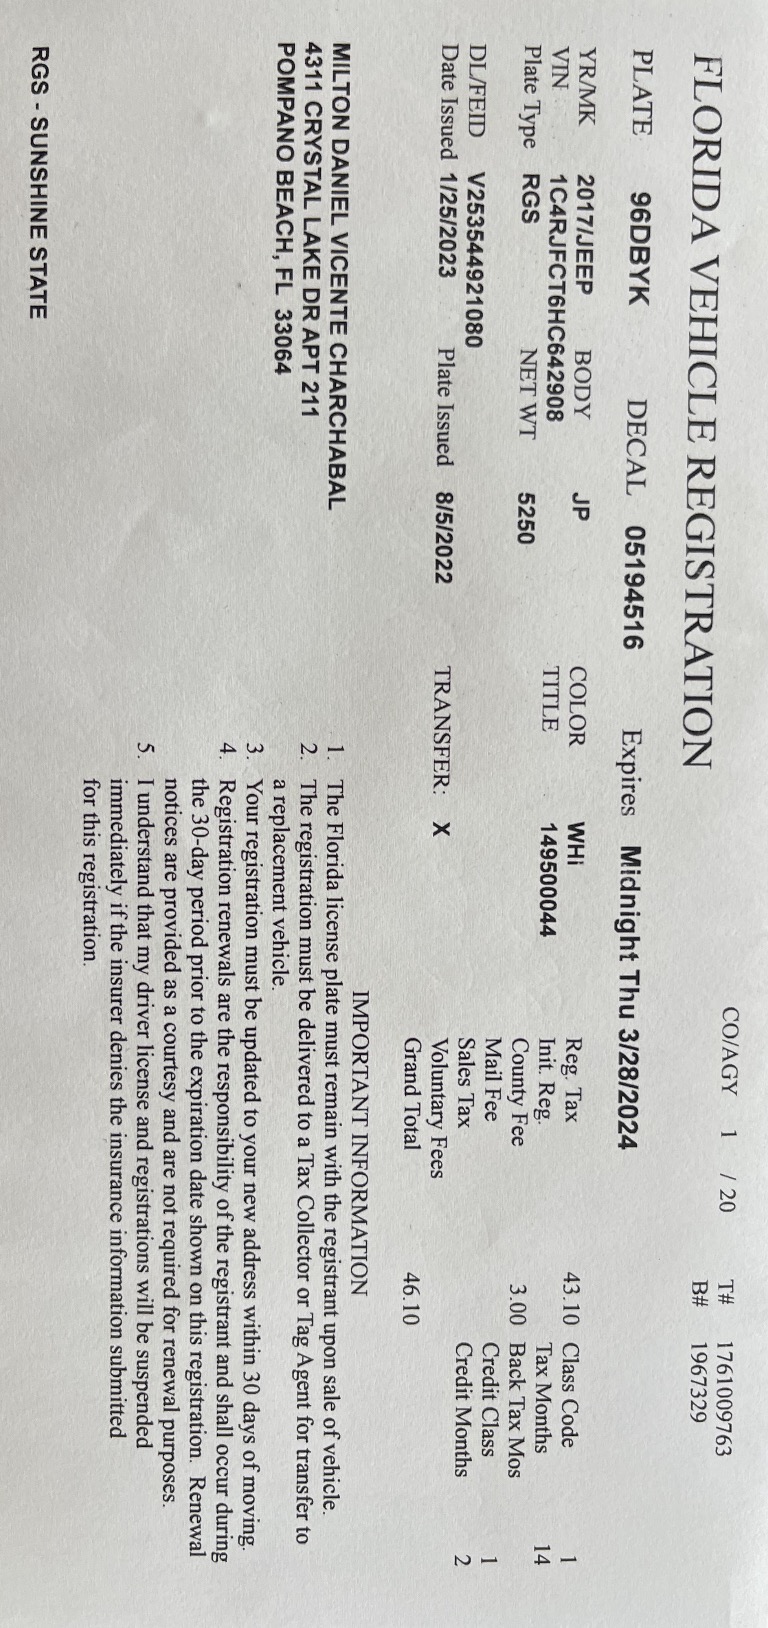 CO/AGY 1 / 20 T# 1761009763
B# 1967329
FLORIDA VEHICLE REGISTRATION
PLATE 96DBYK DECAL 05194516 Expires Midnight Thu 3/28/2024
YR/MK 2017/JEEP BODY JP COLOR WHI Reg. Tax 43.10 Class Code 1
VIN 1C4RJFCT6HC642908 TITLE 149500044 Init. Reg. Tax Months 14
Plate Type RGS NET WT 5250 County Fee 3.00 Back Tax Mos
Mail Fee Credit Class 1
DL/FEID V253544921080 Sales Tax Credit Months 2
Date Issued 1/25/2023 Plate Issued 8/5/2022 TRANSFER: X Voluntary Fees
Grand Total 46.10
MILTON DANIEL VICENTE CHARCHABAL
4311 CRYSTAL LAKE DR APT 211
POMPANO BEACH, FL 33064
IMPORTANT INFORMATION
1. The Florida license plate must remain with the registrant upon sale of vehicle.
2. The registration must be delivered to a Tax Collector or Tag Agent for transfer to
a replacement vehicle.
3. Your registration must be updated to your new address within 30 days of moving.
4. Registration renewals are the responsibility of the registrant and shall occur during
the 30-day period prior to the expiration date shown on this registration. Renewal
notices are provided as a courtesy and are not required for renewal purposes.
5. I understand that my driver license and registrations will be suspended
immediately if the insurer denies the insurance information submitted
for this registration.
RGS - SUNSHINE STATE